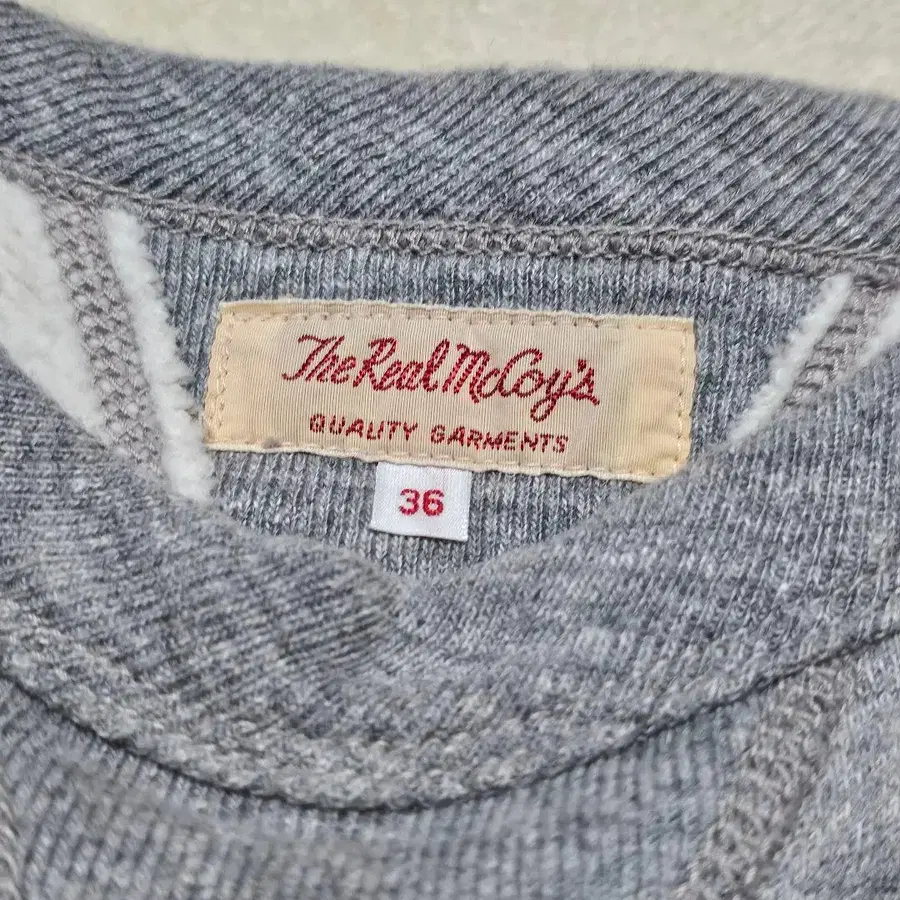 The Real McCoy's
QUALITY GARMENTS
36